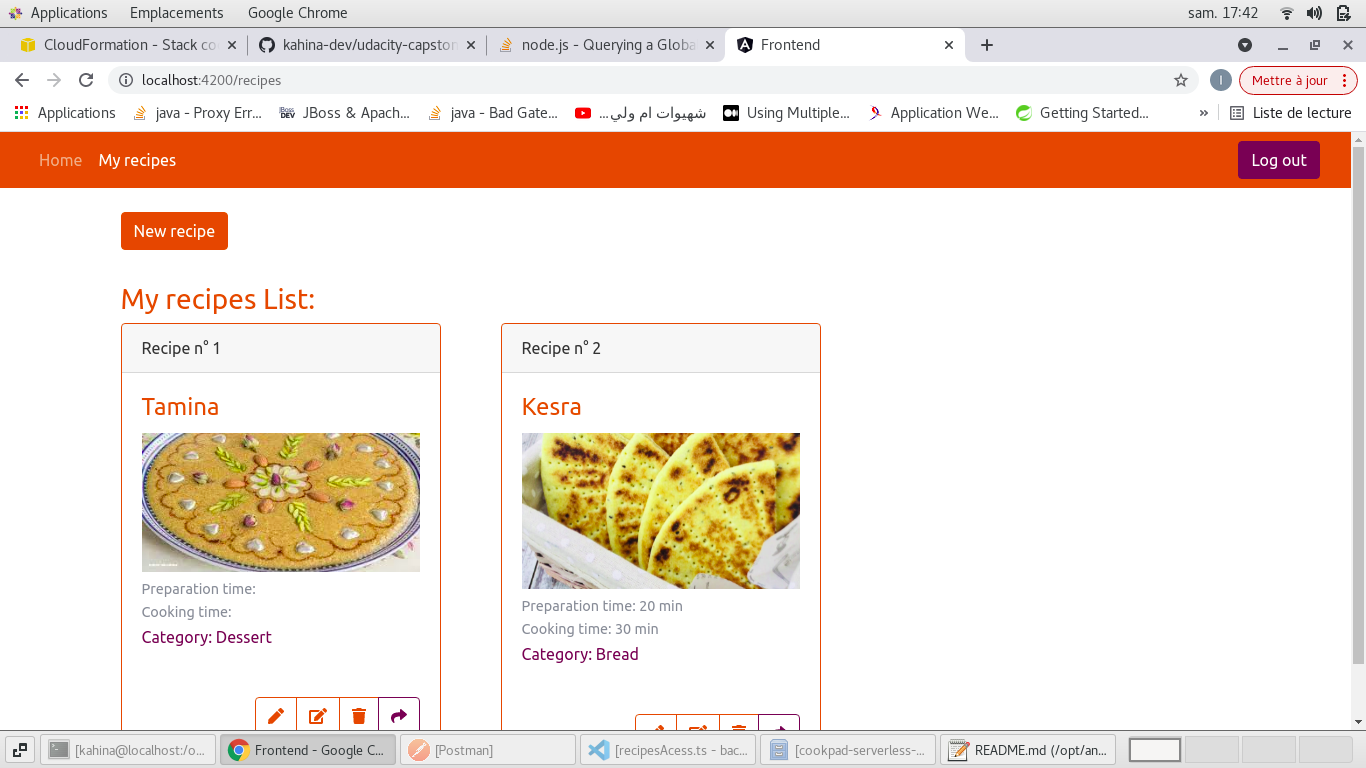 Applications Emplacements Google Chrome sam. 17:42
CloudFormation - Stack co kahina-dev/udacity-capston node.js - Querying a Globa Frontend
localhost:4200/recipes I Mettre à jour
Applications java - Proxy Err... JBoss & Apach... java - Bad Gate... شهيوات ام ولي... Using Multiple... Application We... Getting Started... » Liste de lecture
Home My recipes Log out
New recipe
My recipes List:
Recipe n° 1 Recipe n° 2
Tamina Kesra
Preparation time: Preparation time: 20 min
Cooking time: Cooking time: 30 min
Category: Dessert Category: Bread
[kahina@localhost:/o... Frontend - Google C... [Postman] [recipesAcess.ts - bac... [cookpad-serverless-... README.md (/opt/an...